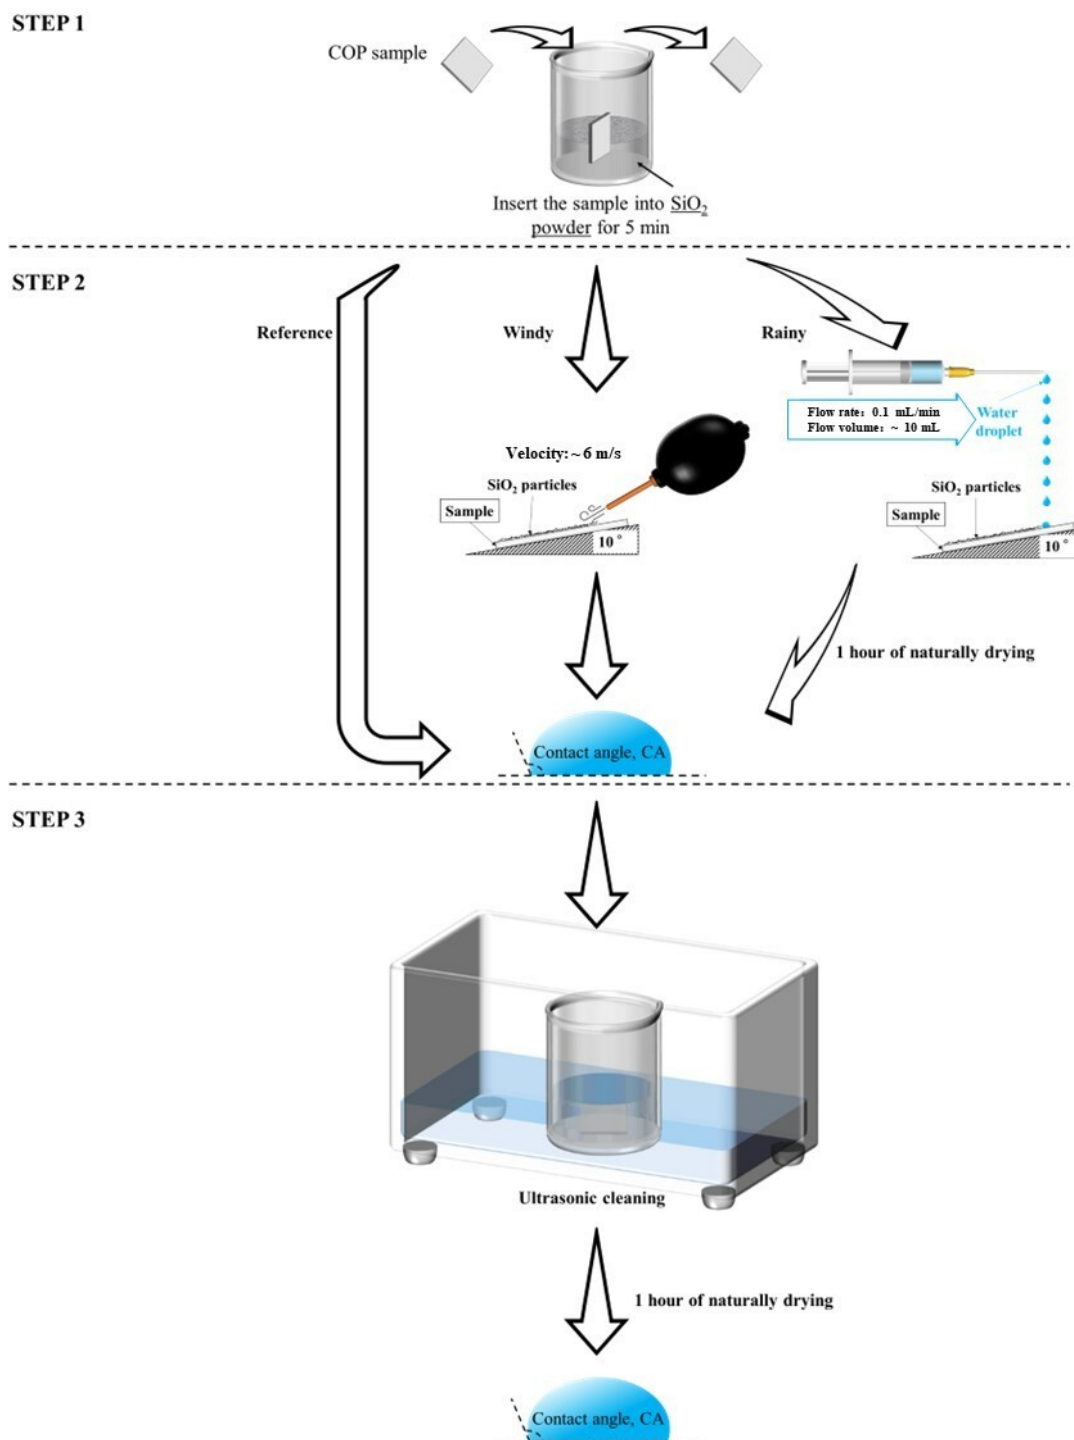 STEP 1
COP sample
Insert the sample into SiO₂
powder for 5 min
STEP 2
Reference
Windy
Rainy
Flow rate: 0.1 mL/min
Flow volume: ~ 10 mL
Water
droplet
Velocity: ~6 m/s
SiO₂ particles
Sample
10°
SiO₂ particles
Sample
10°
1 hour of naturally drying
Contact angle, CA
STEP 3
Ultrasonic cleaning
1 hour of naturally drying
Contact angle, CA